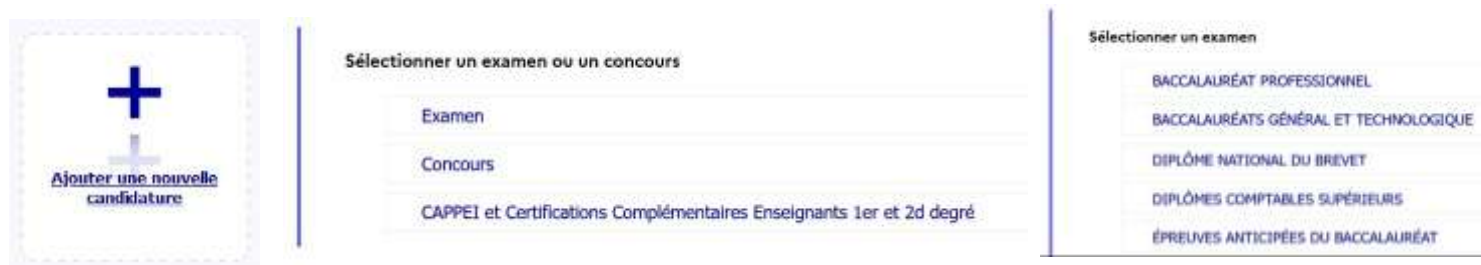 Ajouter une nouvelle
candidature
Sélectionner un examen ou un concours
Examen
Concours
CAPPEI et Certifications Complémentaires Enseignants 1er et 2d degré
Sélectionner un examen
BACCALAURÉAT PROFESSIONNEL
BACCALAURÉATS GÉNÉRAL ET TECHNOLOGIQUE
DIPLÔME NATIONAL DU BREVET
DIPLÔMES COMPTABLES SUPÉRIEURS
ÉPREUVES ANTICIPÉES DU BACCALAURÉAT